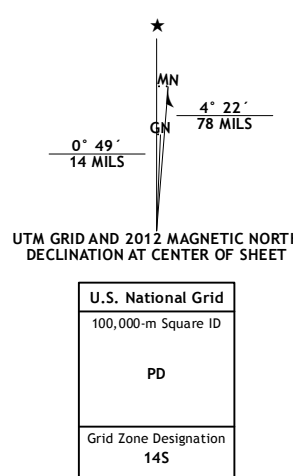 ★
MN
4° 22´
78 MILS
GN
0° 49´
14 MILS
UTM GRID AND 2012 MAGNETIC NORTH
DECLINATION AT CENTER OF SHEET
U.S. National Grid
100,000-m Square ID
PD
Grid Zone Designation
14S